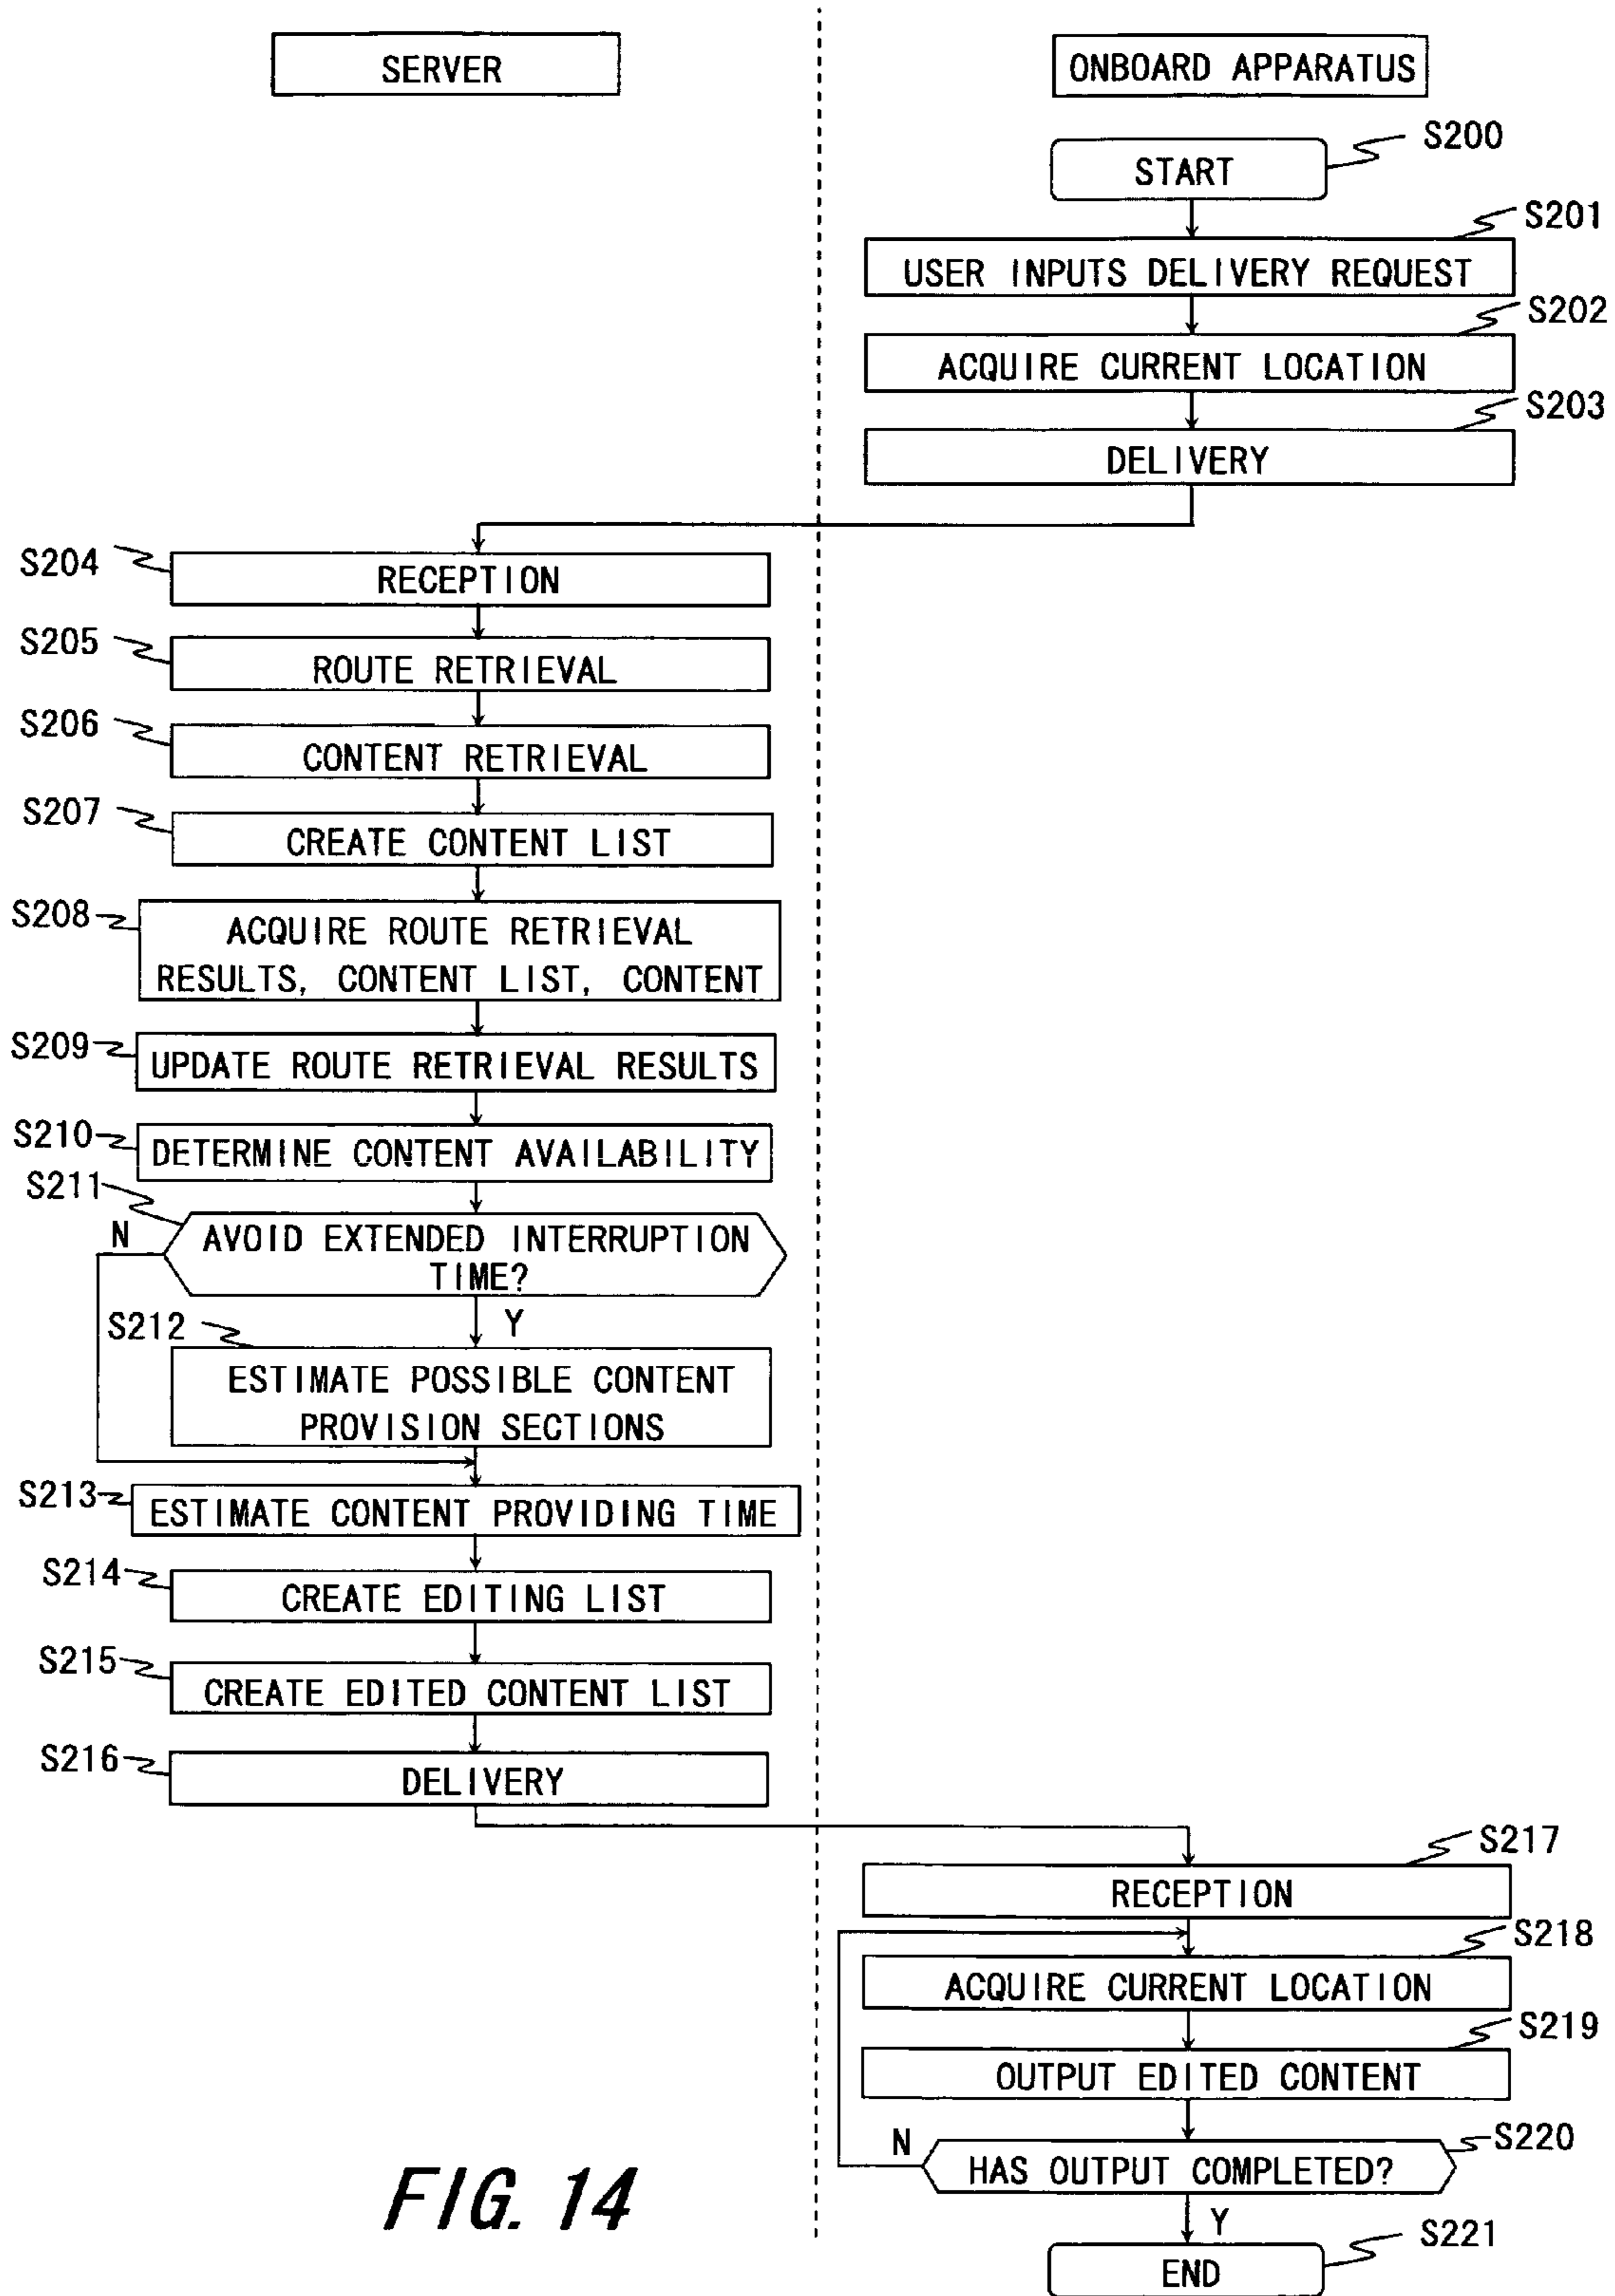 SERVER
ONBOARD APPARATUS
START
S200
USER INPUTS DELIVERY REQUEST
S201
ACQUIRE CURRENT LOCATION
S202
DELIVERY
S203
S204
RECEPTION
S205
ROUTE RETRIEVAL
S206
CONTENT RETRIEVAL
S207
CREATE CONTENT LIST
S208
ACQUIRE ROUTE RETRIEVAL
RESULTS, CONTENT LIST, CONTENT
S209
UPDATE ROUTE RETRIEVAL RESULTS
S210
DETERMINE CONTENT AVAILABILITY
S211
N
AVOID EXTENDED INTERRUPTION
TIME?
Y
S212
ESTIMATE POSSIBLE CONTENT
PROVISION SECTIONS
S213
ESTIMATE CONTENT PROVIDING TIME
S214
CREATE EDITING LIST
S215
CREATE EDITED CONTENT LIST
S216
DELIVERY
S217
RECEPTION
S218
ACQUIRE CURRENT LOCATION
S219
OUTPUT EDITED CONTENT
S220
N
HAS OUTPUT COMPLETED?
Y
S221
END
FIG. 14